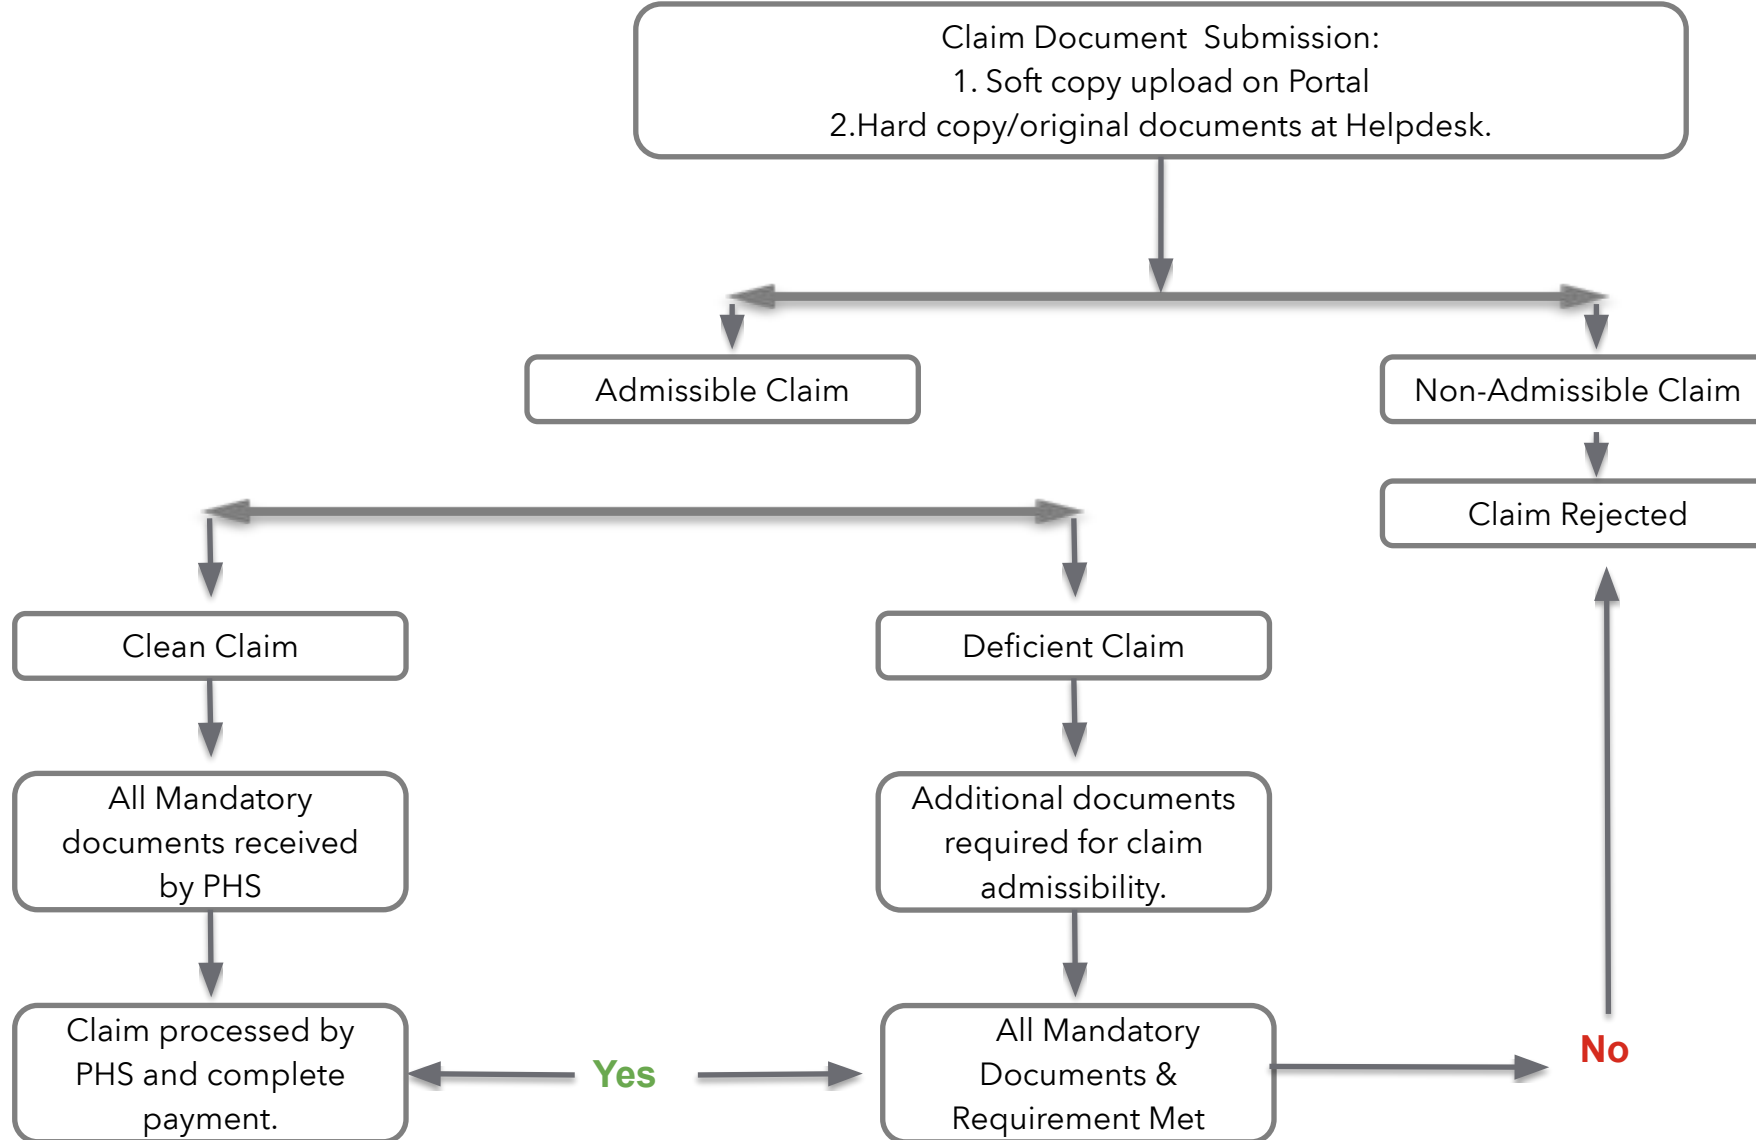 Claim Document  Submission:
1. Soft copy upload on Portal
2.Hard copy/original documents at Helpdesk.
Admissible Claim
Non-Admissible Claim
Claim Rejected
Clean Claim
Deficient Claim
All Mandatory
documents received
by PHS
Additional documents
required for claim
admissibility.
Claim processed by
PHS and complete
payment.
Yes
All Mandatory
Documents &
Requirement Met
No